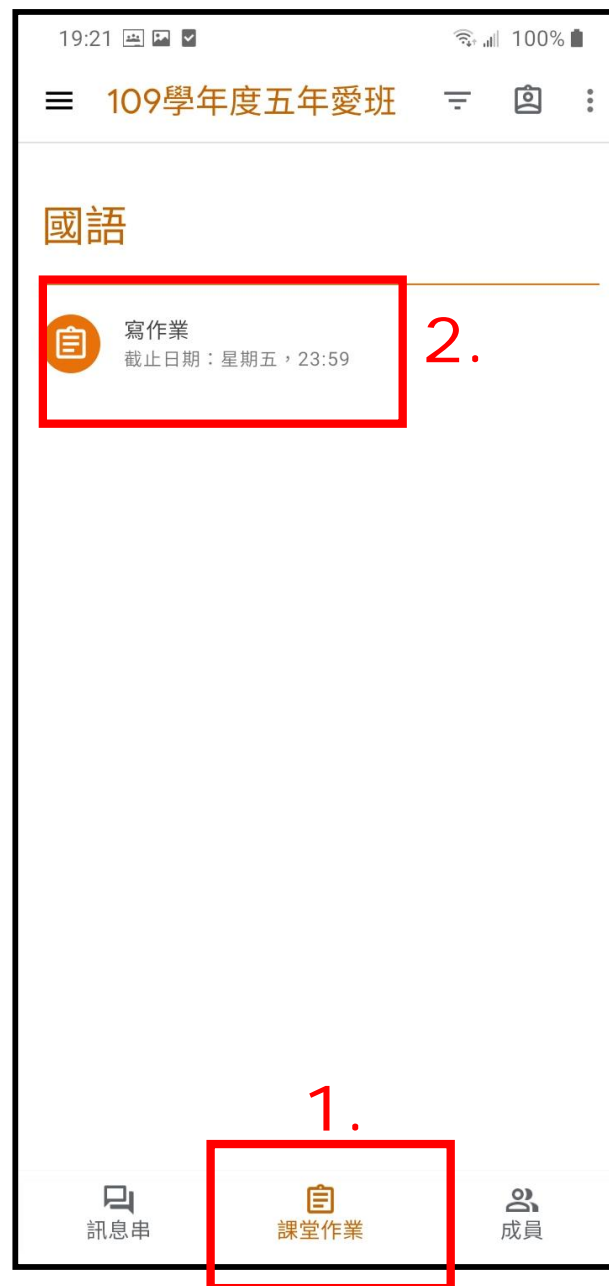 19:21 100%
109學年度五年愛班
國語
寫作業
截止日期：星期五，23:59
2.
1.
訊息串 課堂作業 成員